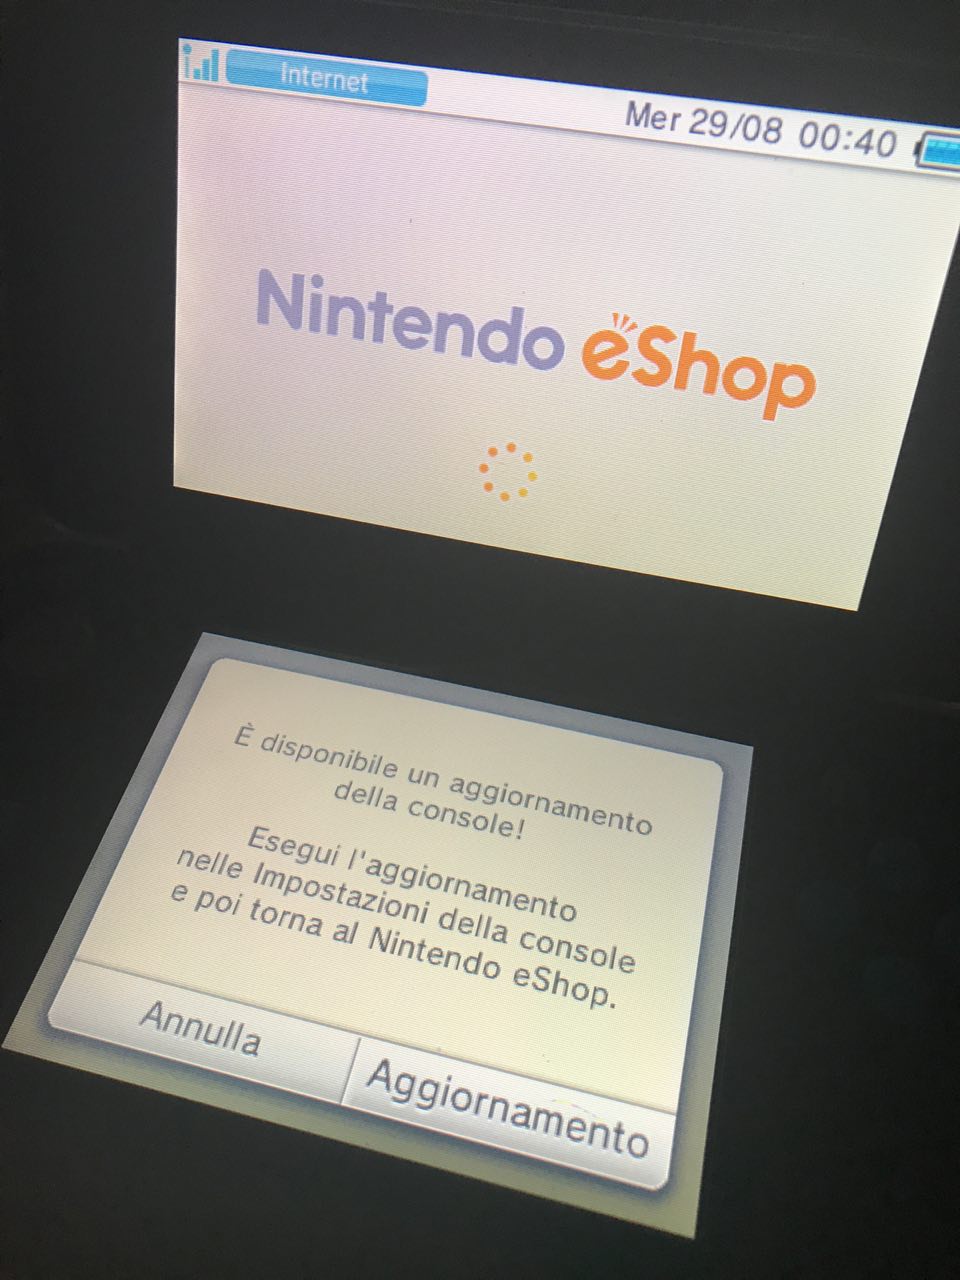 Internet
Mer 29/08 00:40
Nintendo eShop
È disponibile un aggiornamento
della console!
Esegui l'aggiornamento
nelle Impostazioni della console
e poi torna al Nintendo eShop.
Annulla
Aggiornamento